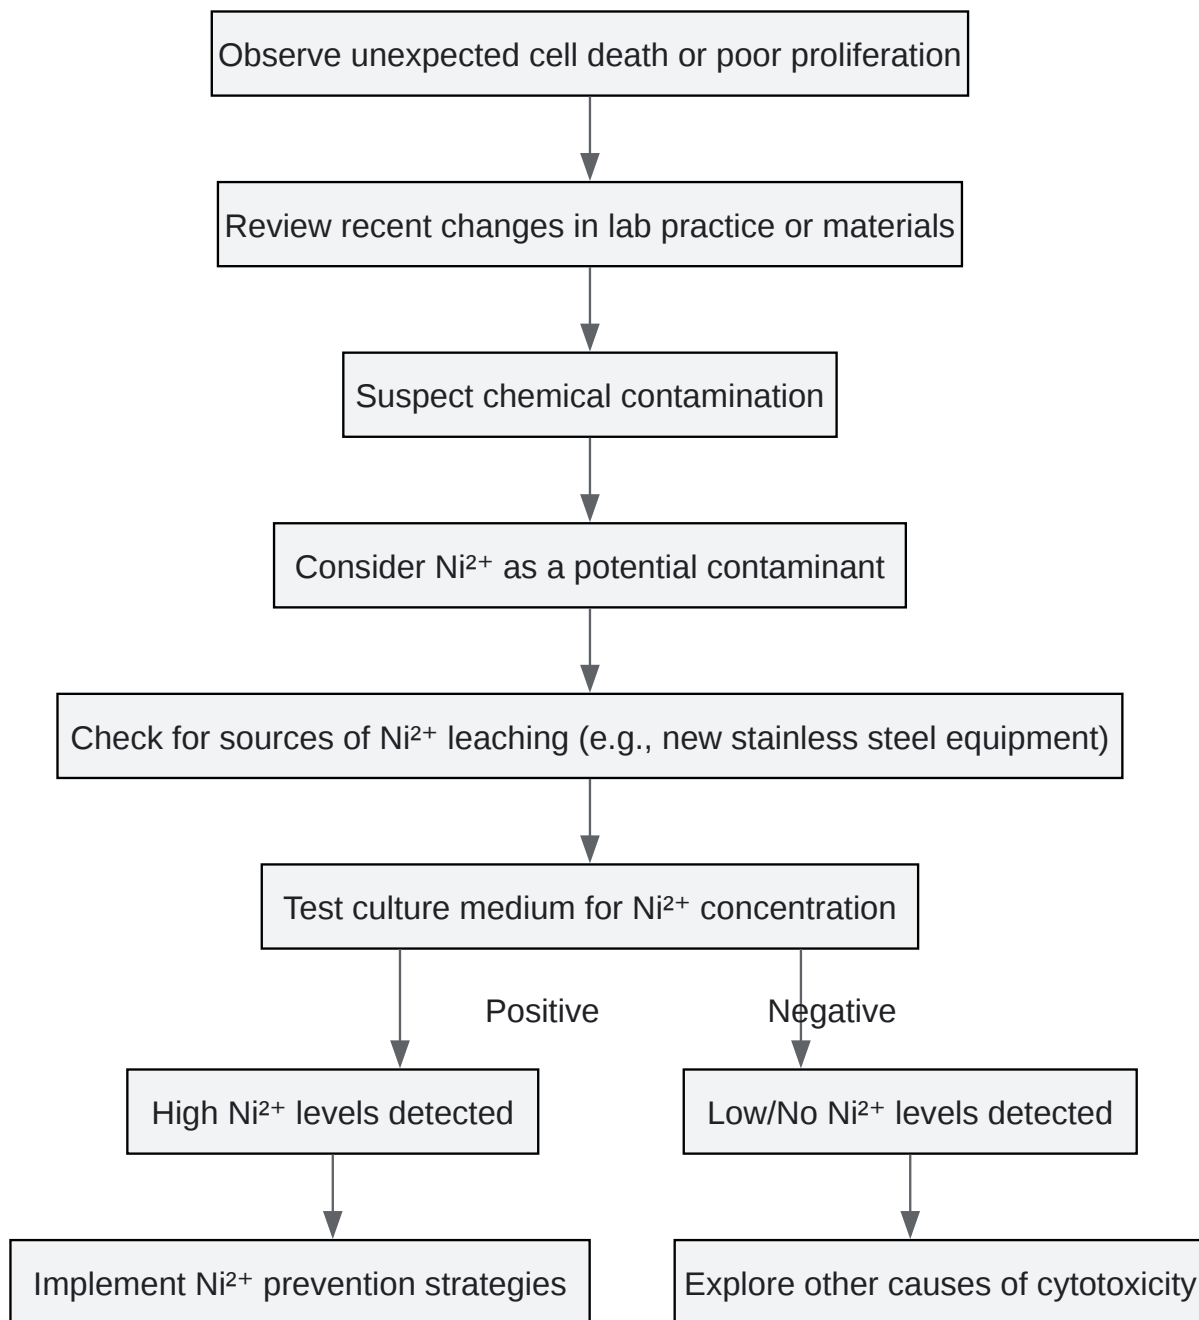 Observe unexpected cell death or poor proliferation
Review recent changes in lab practice or materials
Suspect chemical contamination
Consider Ni²⁺ as a potential contaminant
Check for sources of Ni²⁺ leaching (e.g., new stainless steel equipment)
Test culture medium for Ni²⁺ concentration
Positive
Negative
High Ni²⁺ levels detected
Low/No Ni²⁺ levels detected
Implement Ni²⁺ prevention strategies
Explore other causes of cytotoxicity